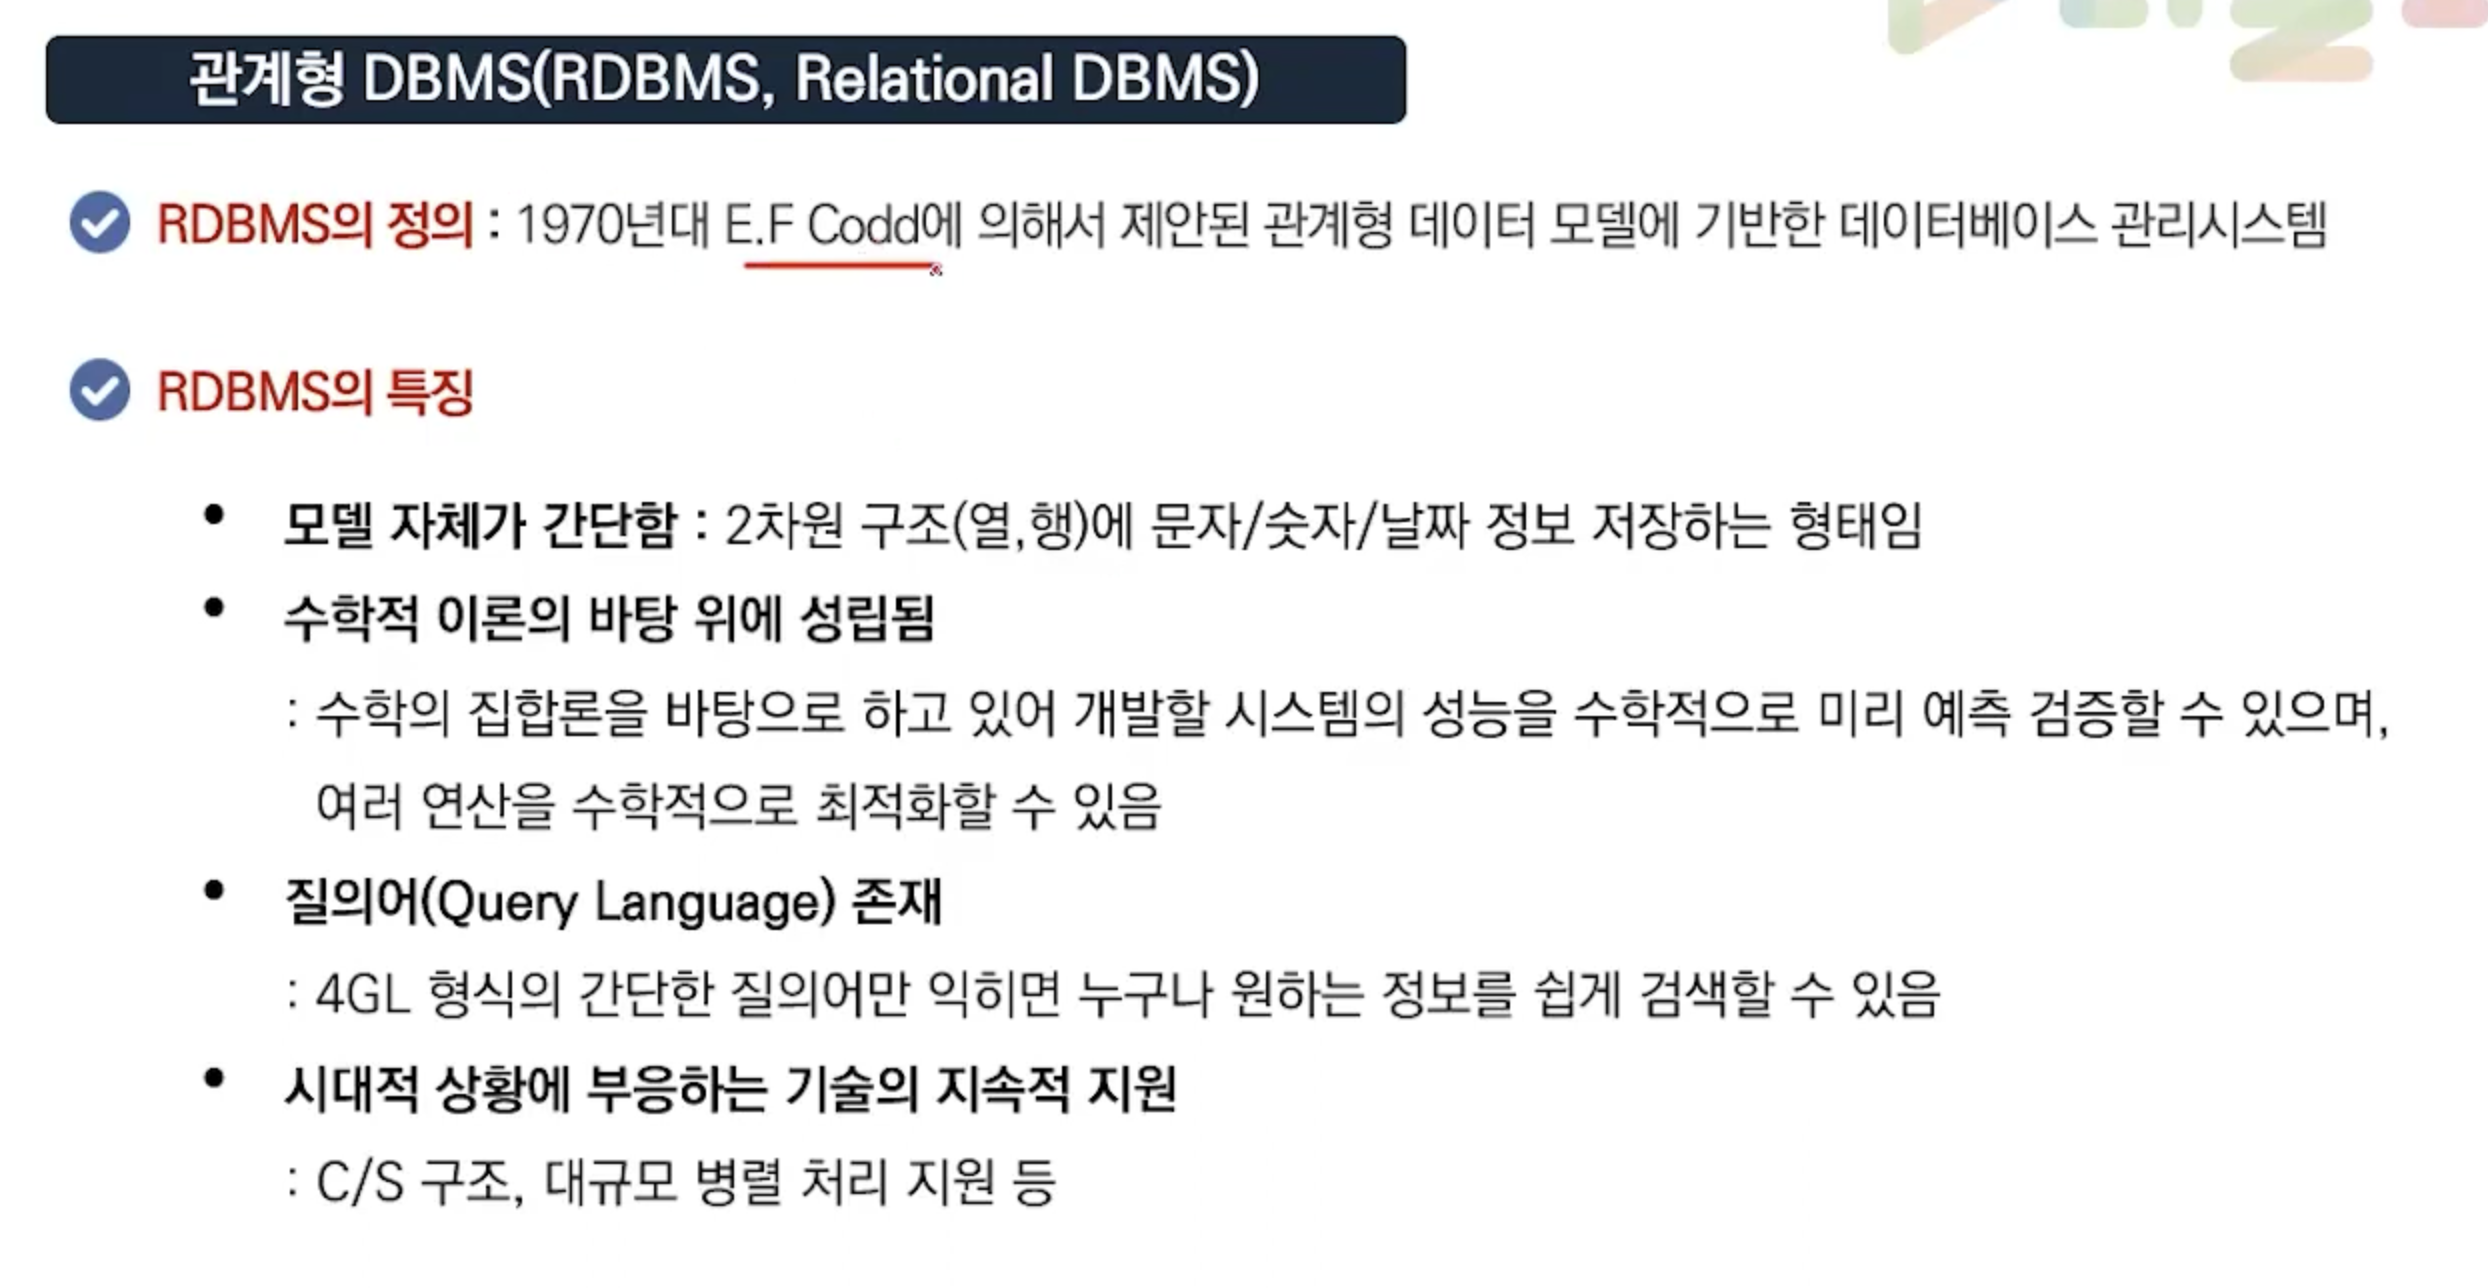 관계형 DBMS(RDBMS, Relational DBMS)
RDBMS의 정의 : 1970년대 E.F Codd에 의해서 제안된 관계형 데이터 모델에 기반한 데이터베이스 관리시스템
RDBMS의 특징
• 모델 자체가 간단함 : 2차원 구조(열,행)에 문자/숫자/날짜 정보 저장하는 형태임
• 수학적 이론의 바탕 위에 성립됨
: 수학의 집합론을 바탕으로 하고 있어 개발할 시스템의 성능을 수학적으로 미리 예측 검증할 수 있으며,
여러 연산을 수학적으로 최적화할 수 있음
• 질의어(Query Language) 존재
: 4GL 형식의 간단한 질의어만 익히면 누구나 원하는 정보를 쉽게 검색할 수 있음
• 시대적 상황에 부응하는 기술의 지속적 지원
: C/S 구조, 대규모 병렬 처리 지원 등